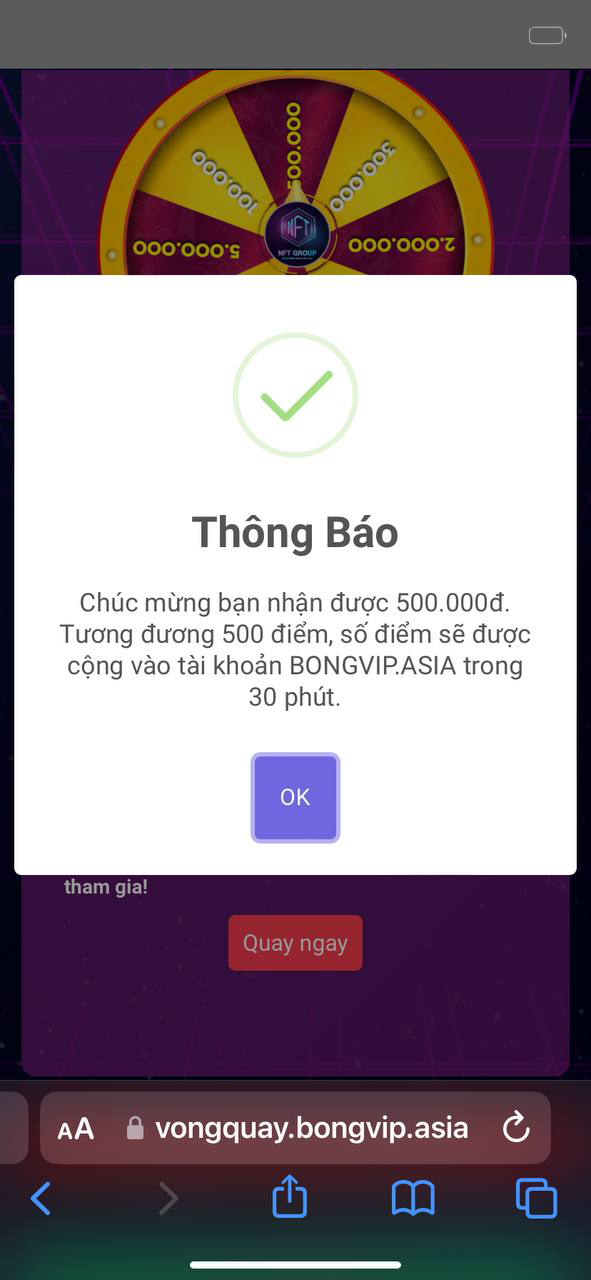 500.000
100.000
300.000
5.000.000
2.000.000
NFT
NFT GROUP
Thông Báo
Chúc mừng bạn nhận được 500.000đ.
Tương đương 500 điểm, số điểm sẽ được
cộng vào tài khoản BONGVIP.ASIA trong
30 phút.
OK
tham gia!
Quay ngay
AA vongquay.bongvip.asia